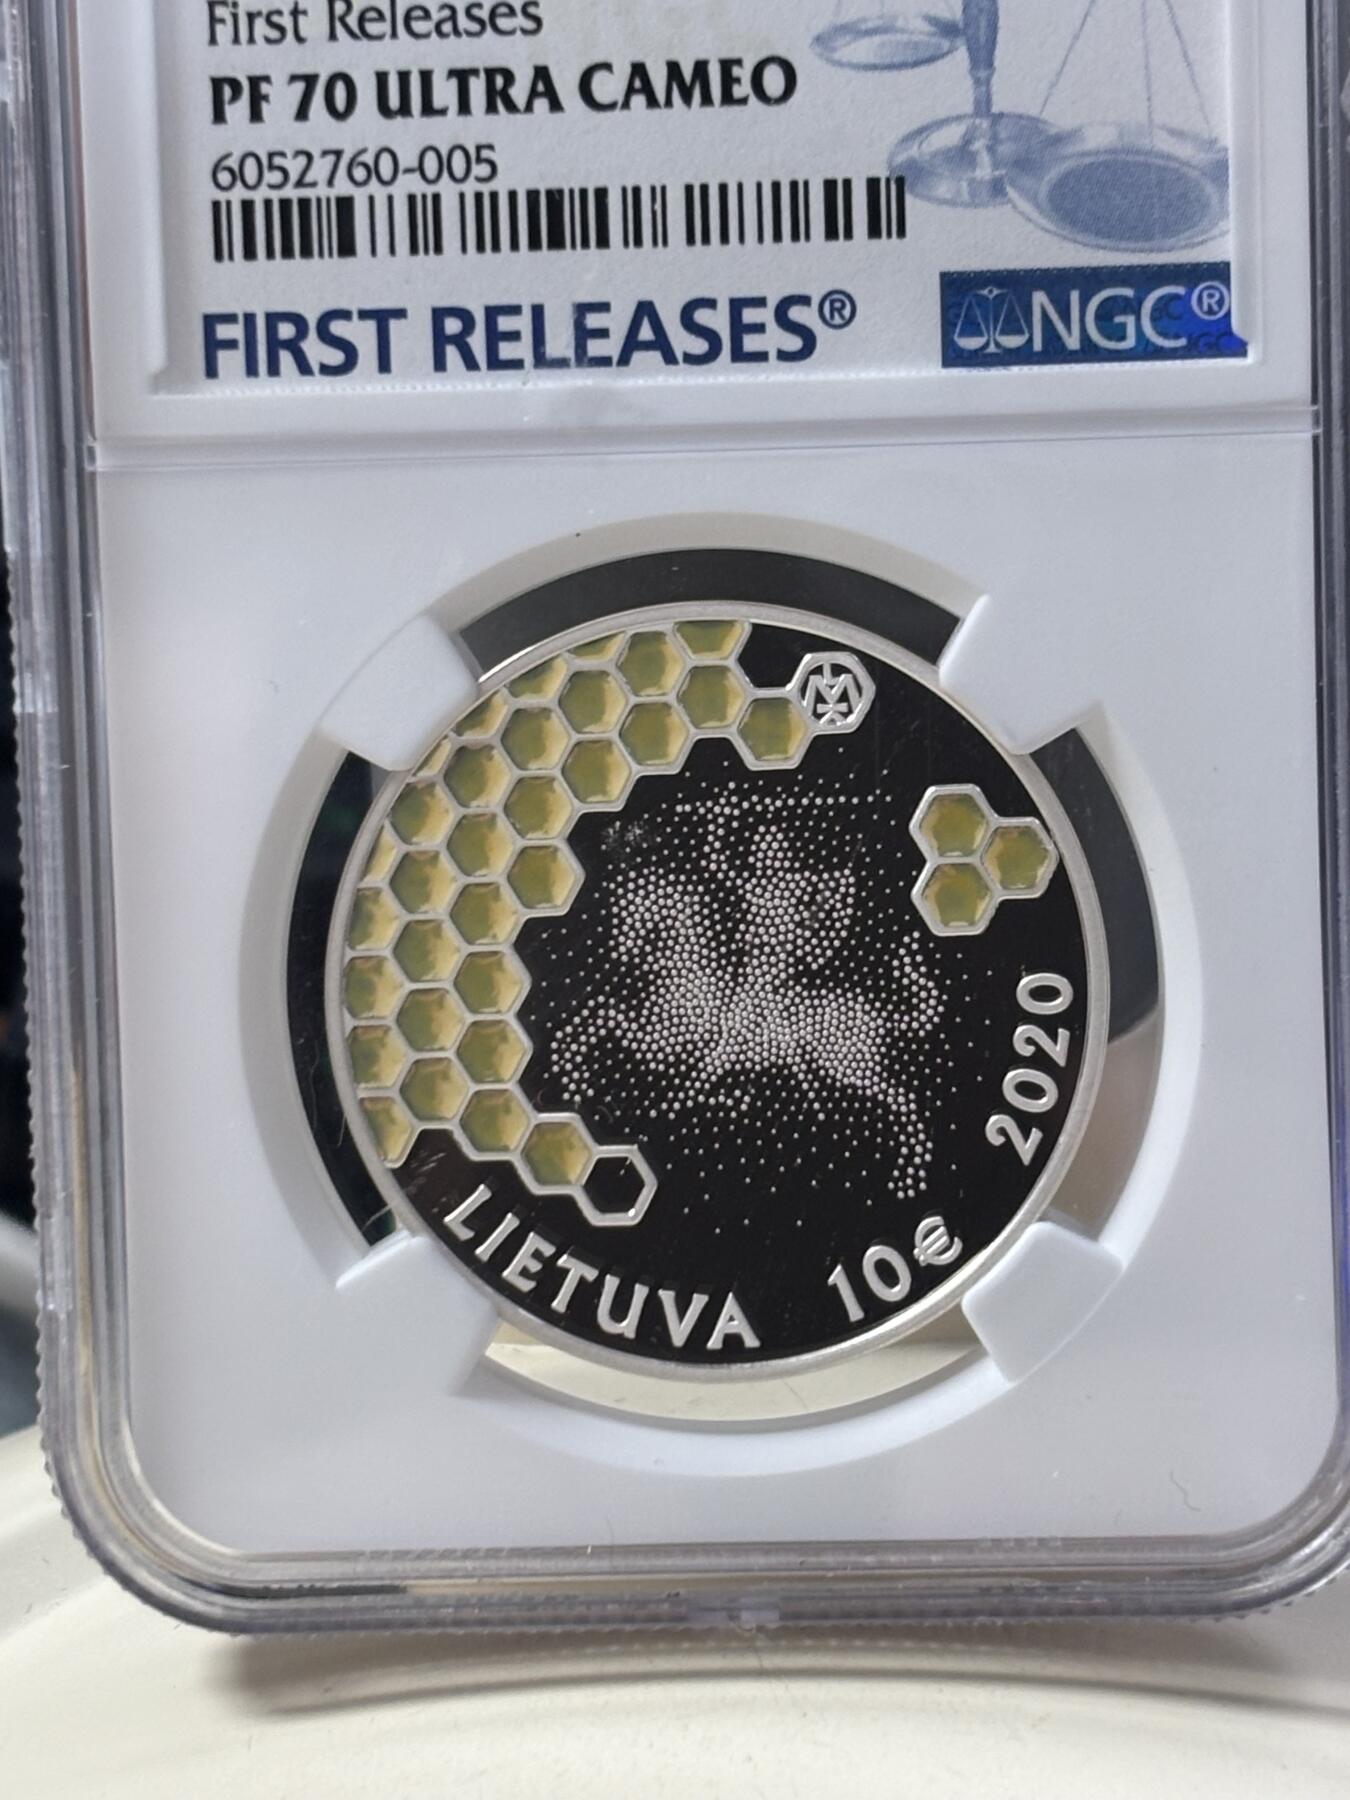 First Releases
PF 70 ULTRA CAMEO
6052760-005
FIRST RELEASES®
NGC®
2020
LIETUVA 10€